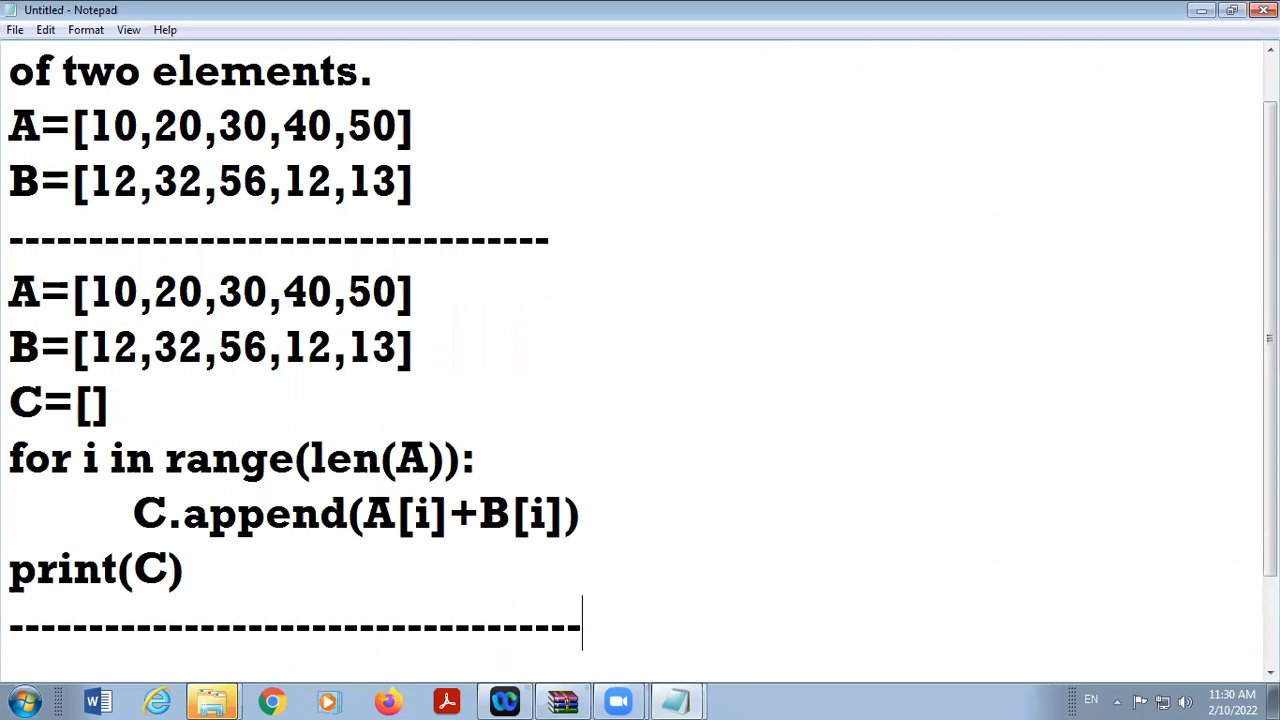 Untitled - Notepad
File Edit Format View Help
of two elements.
A=[10,20,30,40,50]
B=[12,32,56,12,13]
----------------------------------
A=[10,20,30,40,50]
B=[12,32,56,12,13]
C=[]
for i in range(len(A)):
C.append(A[i]+B[i])
print(C)
------------------------------------
EN
11:30 AM
2/10/2022